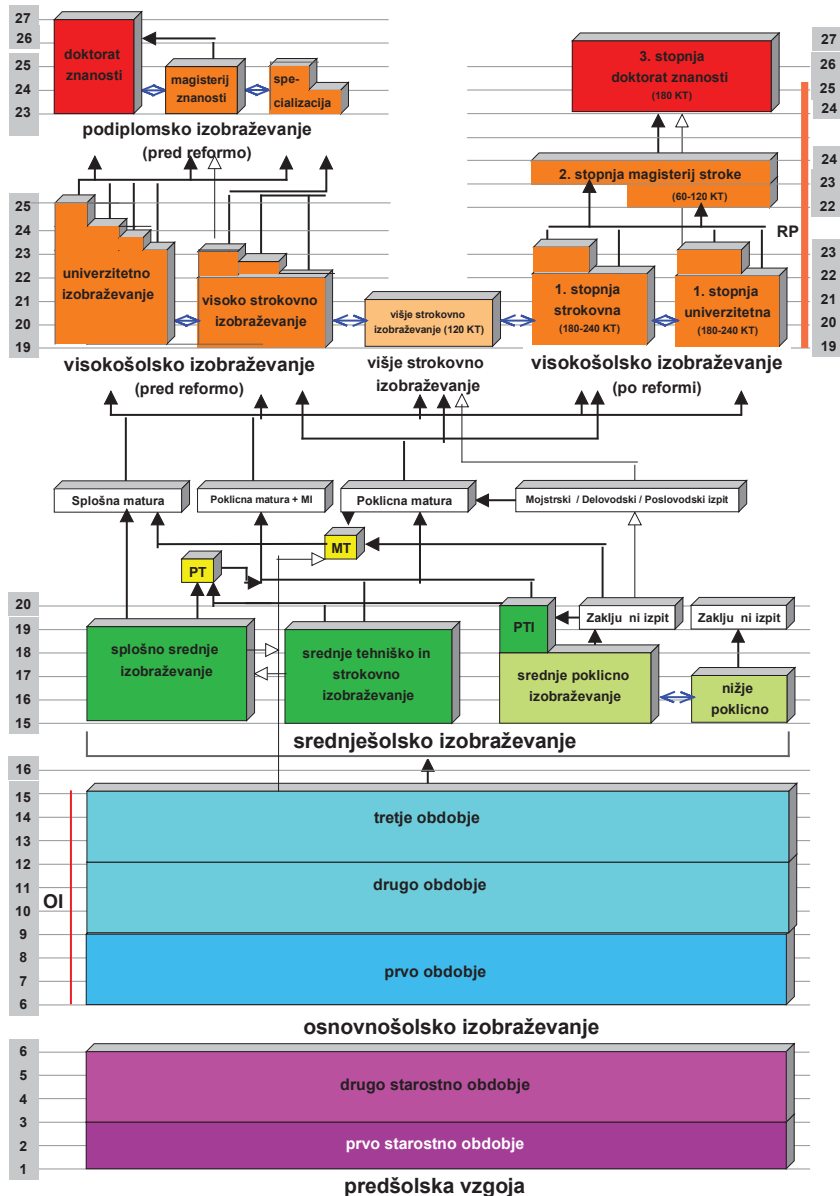 27
26
25
24
23
doktorat
znanosti
magisterij
znanosti
spe-
cializacija
podiplomsko izobraževanje
(pred reformo)
3. stopnja
doktorat znanosti
(180 KT)
27
26
25
24
2. stopnja magisterij stroke
(60-120 KT)
24
23
22
RP
25
24
23
22
21
20
19
univerzitetno
izobraževanje
visoko strokovno
izobraževanje
višje strokovno
izobraževanje (120 KT)
1. stopnja
strokovna
(180-240 KT)
1. stopnja
univerzitetna
(180-240 KT)
23
22
21
20
19
visokošolsko izobraževanje
(pred reformo)
višje strokovno
izobraževanje
visokošolsko izobraževanje
(po reformi)
Splošna matura
Poklicna matura + MI
Poklicna matura
Mojstrski / Delovodski / Poslovodski izpit
MT
PT
20
19
18
17
16
15
splošno srednje
izobraževanje
srednje tehniško in
strokovno
izobraževanje
PTI
Zaklju ni izpit
Zaklju ni izpit
srednje poklicno
izobraževanje
nižje
poklicno
srednješolsko izobraževanje
16
15
14
13
12
11
10
9
8
7
6
OI
tretje obdobje
drugo obdobje
prvo obdobje
osnovnošolsko izobraževanje
6
5
4
3
2
1
drugo starostno obdobje
prvo starostno obdobje
predšolska vzgoja